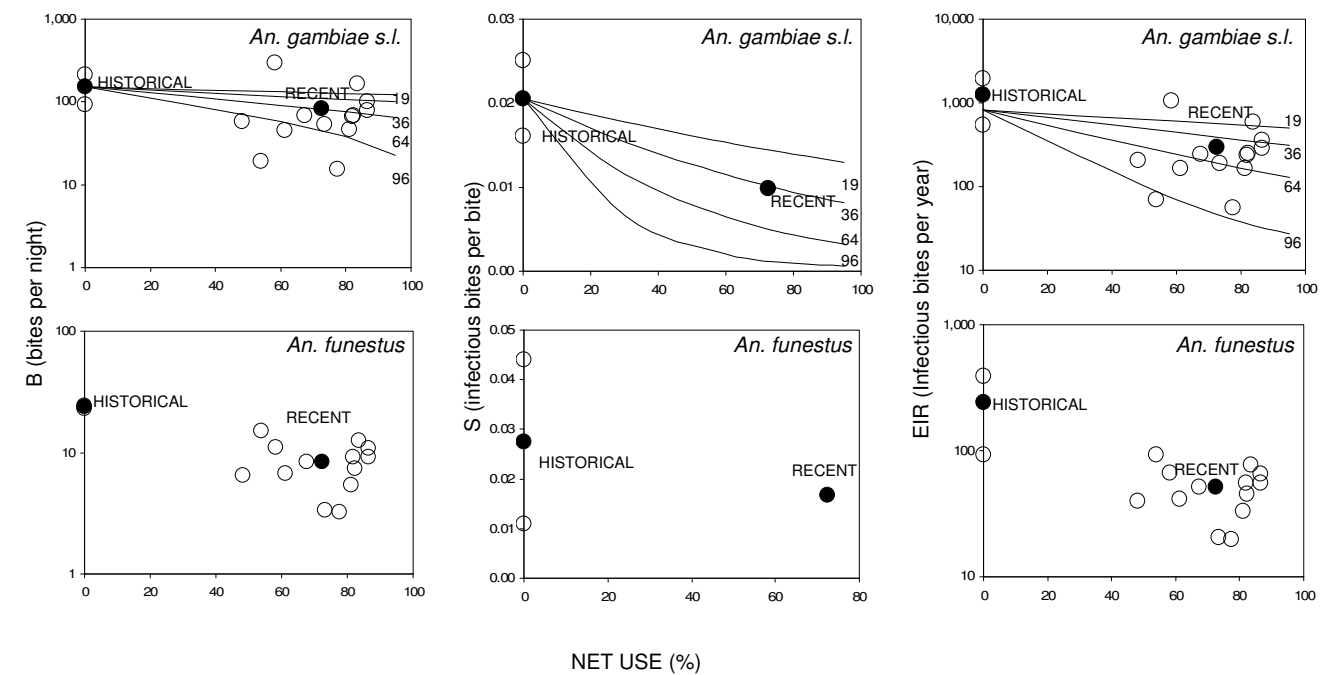 B (bites per night)
1,000
100
10
1
0 20 40 60 80 100
An. gambiae s.l.
HISTORICAL
RECENT
19
36
64
96
S (infectious bites per bite)
0.03
0.02
0.01
0.00
0 20 40 60 80 100
An. gambiae s.l.
HISTORICAL
RECENT
19
36
64
96
EIR (Infectious bites per year)
10,000
1,000
100
10
0 20 40 60 80 100
An. gambiae s.l.
HISTORICAL
RECENT
19
36
64
96
100
10
1
0 20 40 60 80 100
An. funestus
HISTORICAL
RECENT
0.05
0.04
0.03
0.02
0.01
0.00
0 20 40 60 80
An. funestus
HISTORICAL
RECENT
1,000
100
10
0 20 40 60 80 100
An. funestus
HISTORICAL
RECENT
NET USE (%)